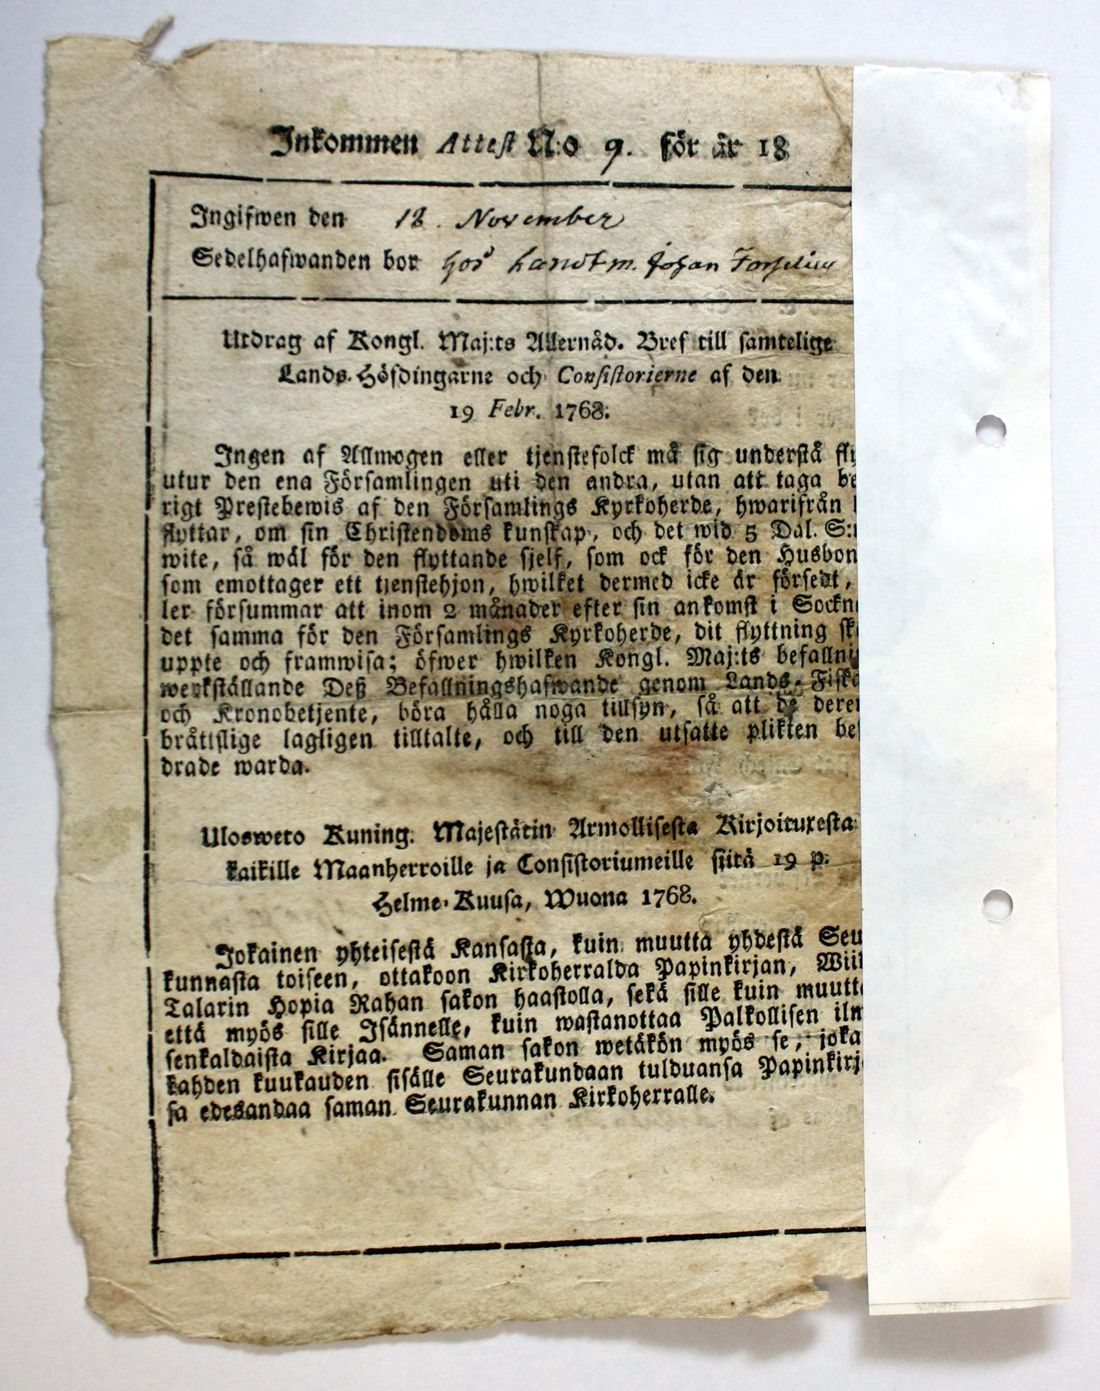 Inkommen Attest N:o 9. för år 18
Ingifwen den 18. November
Sedelhafwanden bor hos Landtm. Johan
Utdrag af Kongl. Maj:ts Allernåd. Bref till samtelige
Lands-Höfdingarne och Consistorierne af den
19 Febr. 1768.
Ingen af Allmogen eller tjenstefolck må sig understå
utur den ena Församlingen uti den andra, utan att taga
rigt Prestebewis af den Församlings Kyrkoherde, hwarifrån
flyttar, om sin Christendoms kunskap, och det wid 5 Dal.
wite, så wäl för den flyttande sjelf, som ock för den
som emottager ett tjenstehjon, hwilket dermed icke är försedt,
ler försummar att inom 2 månader efter sin ankomst i
det samma för den Församlings Kyrkoherde, dit flyttning
uppte och framwisa; öfwer hwilken Kongl. Maj:ts
werkställande Deß Befallningshafwande genom Lands-
och Kronobetjente, böra hålla noga tillsyn, så att de
bråttslige lagligen tilltalte, och till den utsatte plikten
drade warda.
Ulosweto Kuning. Majestätin Armollisesta Kirjoituxesta
kaikille Maanherroille ja Consistoriumeille siitä 19 p.
Helme-Kuusa, Wuona 1768.
Jokainen yhteisestä Kansasta, kuin muutta yhdestä Seu
kunnasta toiseen, ottakoon Kirkoherralda Papinkirjan,
Talarin Hopia Rahan sakon haastolla, sekä sille kuin
että myös sille Isännelle, kuin wastanottaa Palkollisen
senkaldaista Kirjaa. Saman sakon wetäkön myös se, joka
kahden kuukauden sisälle Seurakundaan tulduansa
sa edesandaa saman Seurakunnan Kirkoherralle.